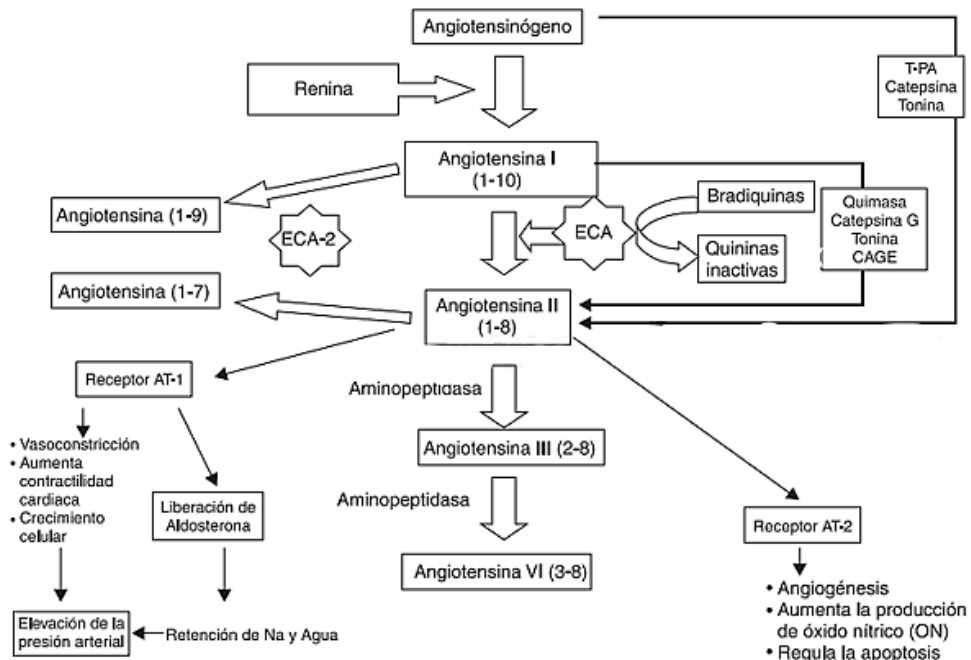 Angiotensinógeno
T-PA
Catepsina
Tonina
Renina
Angiotensina I
(1-10)
Bradiquinas
Angiotensina (1-9)
ECA-2
ECA
Quimasa
Catepsina G
Tonina
CAGE
Quininas
inactivas
Angiotensina (1-7)
Angiotensina II
(1-8)
Receptor AT-1
Aminopeptidasa
• Vasoconstricción
• Aumenta
contractilidad
cardiaca
• Crecimiento
celular
Angiotensina III (2-8)
Liberación de
Aldosterona
Aminopeptidasa
Receptor AT-2
Angiotensina VI (3-8)
• Angiogénesis
• Aumenta la producción
de óxido nítrico (ON)
• Regula la apoptosis
Elevación de la
presión arterial
Retención de Na y Agua